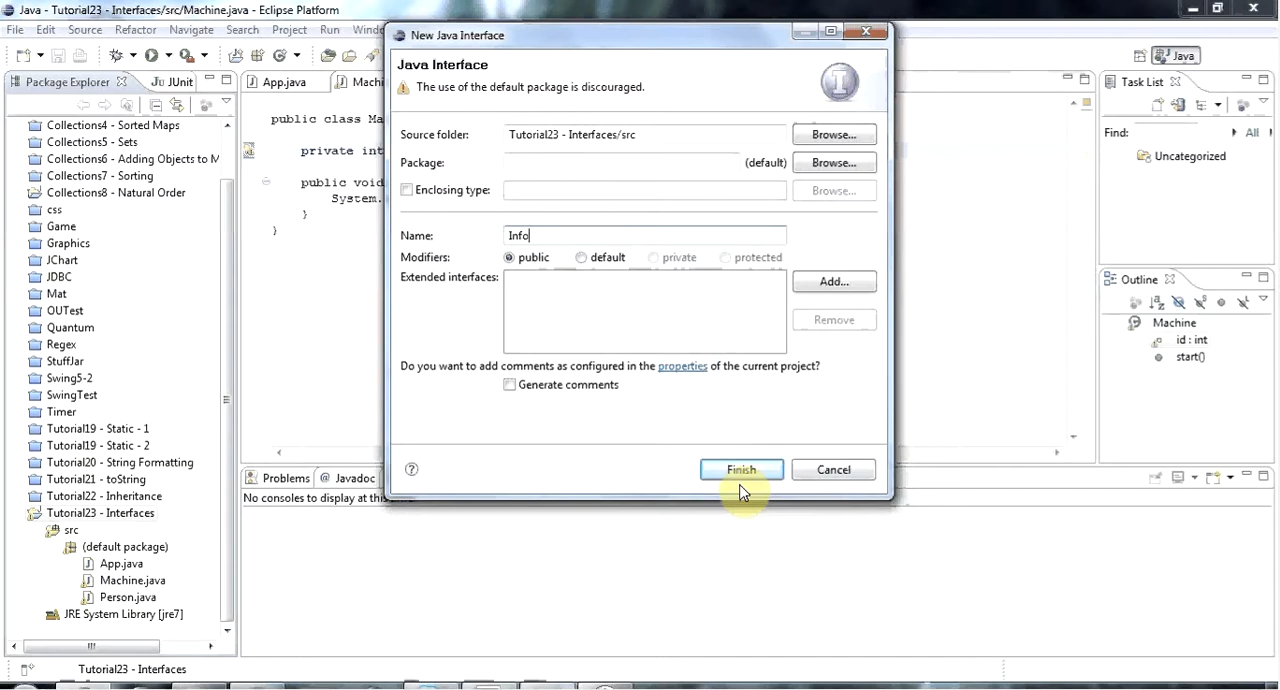 Java - Tutorial23 - Interfaces/src/Machine.java - Eclipse Platform
File Edit Source Refactor Navigate Search Project Run
Java
Package Explorer
Ju JUnit
Collections4 - Sorted Maps
Collections5 - Sets
Collections6 - Adding Objects to M
Collections7 - Sorting
Collections8 - Natural Order
css
Game
Graphics
JChart
JDBC
Mat
OUTest
Quantum
Regex
StuffJar
Swing5-2
SwingTest
Timer
Tutorial19 - Static - 1
Tutorial19 - Static - 2
Tutorial20 - String Formatting
Tutorial21 - toString
Tutorial22 - Inheritance
Tutorial23 - Interfaces
src
(default package)
App.java
Machine.java
Person.java
JRE System Library [jre7]
App.java
public class Ma
private int
public void
System.
}
}
New Java Interface
Java Interface
The use of the default package is discouraged.
Source folder: Tutorial23 - Interfaces/src Browse...
Package: (default) Browse...
Enclosing type: Browse...
Name: Info
Modifiers: public default private protected
Extended interfaces: Add...
Remove
Do you want to add comments as configured in the properties of the current project?
Generate comments
Finish Cancel
Problems @ Javadoc
No consoles to display at this
Task List
Find: All
Uncategorized
Outline
Machine
id : int
start()
Tutorial23 - Interfaces